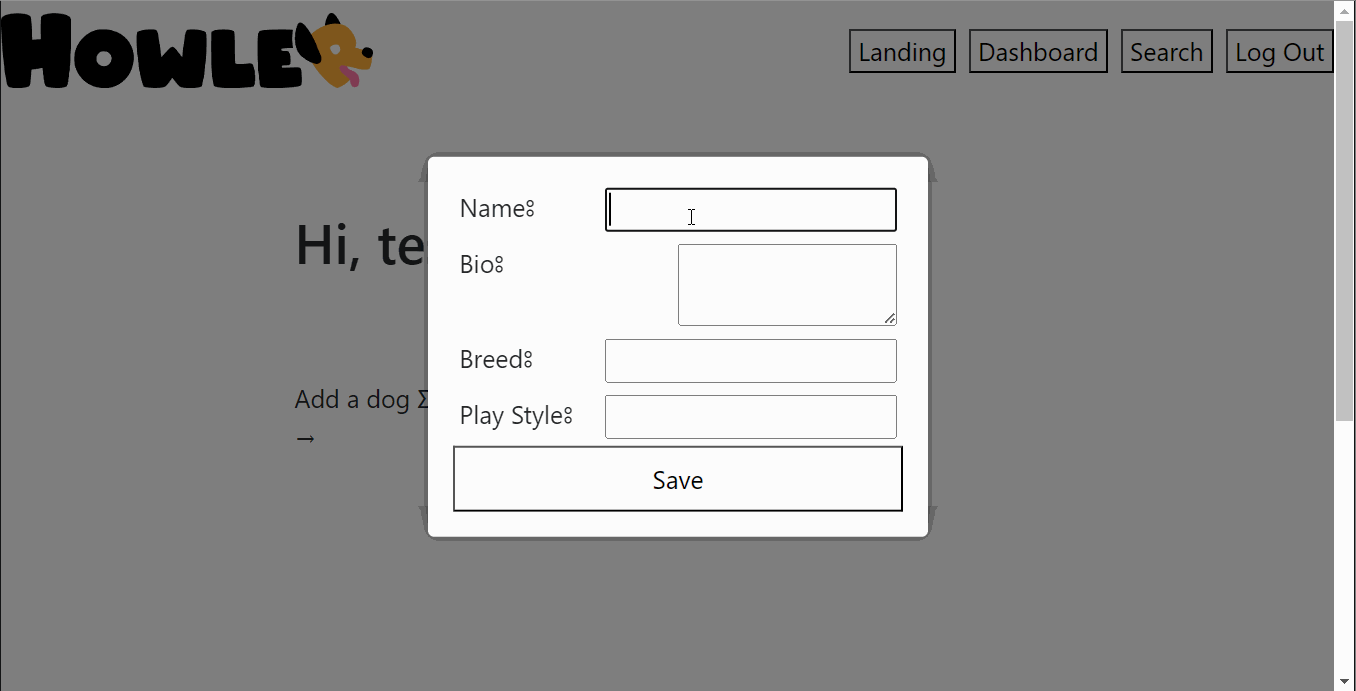 HOWLE
Landing Dashboard Search Log Out
Hi, te
Add a dog Σ
→
Name:
Bio:
Breed:
Play Style:
Save